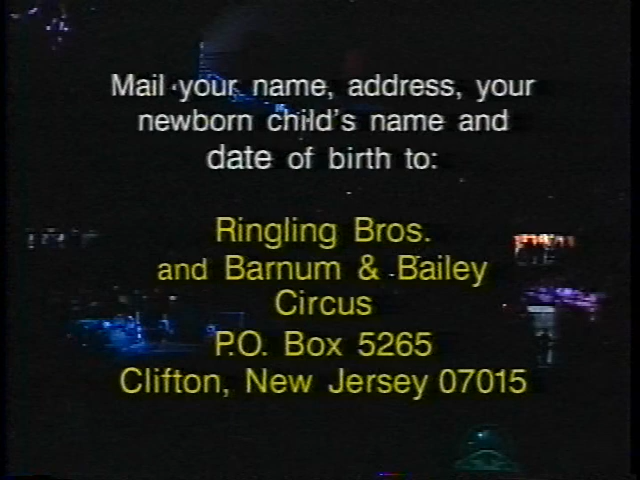 Mail your name, address, your
newborn child's name and
date of birth to:
Ringling Bros.
and Barnum & Bailey
Circus
P.O. Box 5265
Clifton, New Jersey 07015